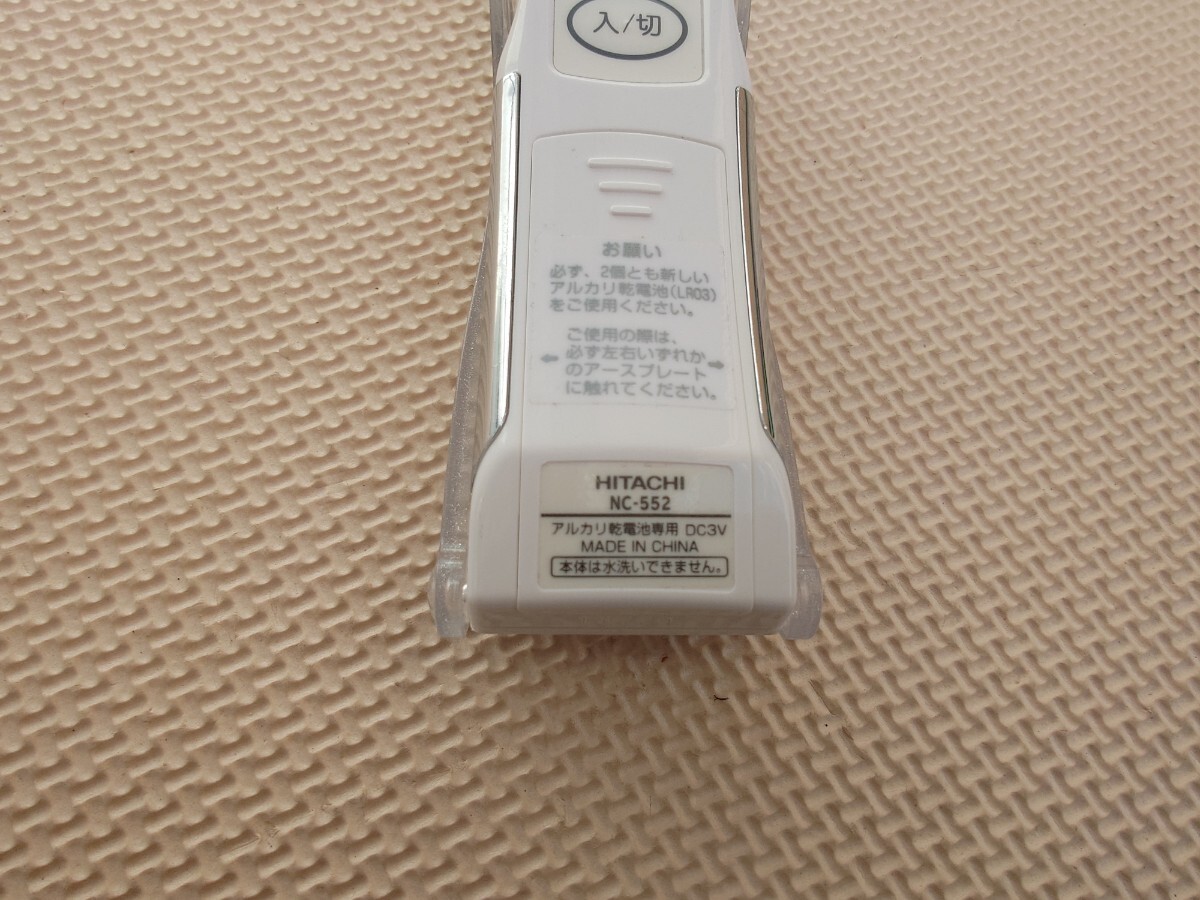 入/切
お願い
必ず、2個とも新しい
アルカリ乾電池(LR03)
をご使用ください。
ご使用の際は、
必ず左右いずれか
のアースプレート
に触れてください。
HITACHI
NC-552
アルカリ乾電池専用 DC3V
MADE IN CHINA
本体は水洗いできません。